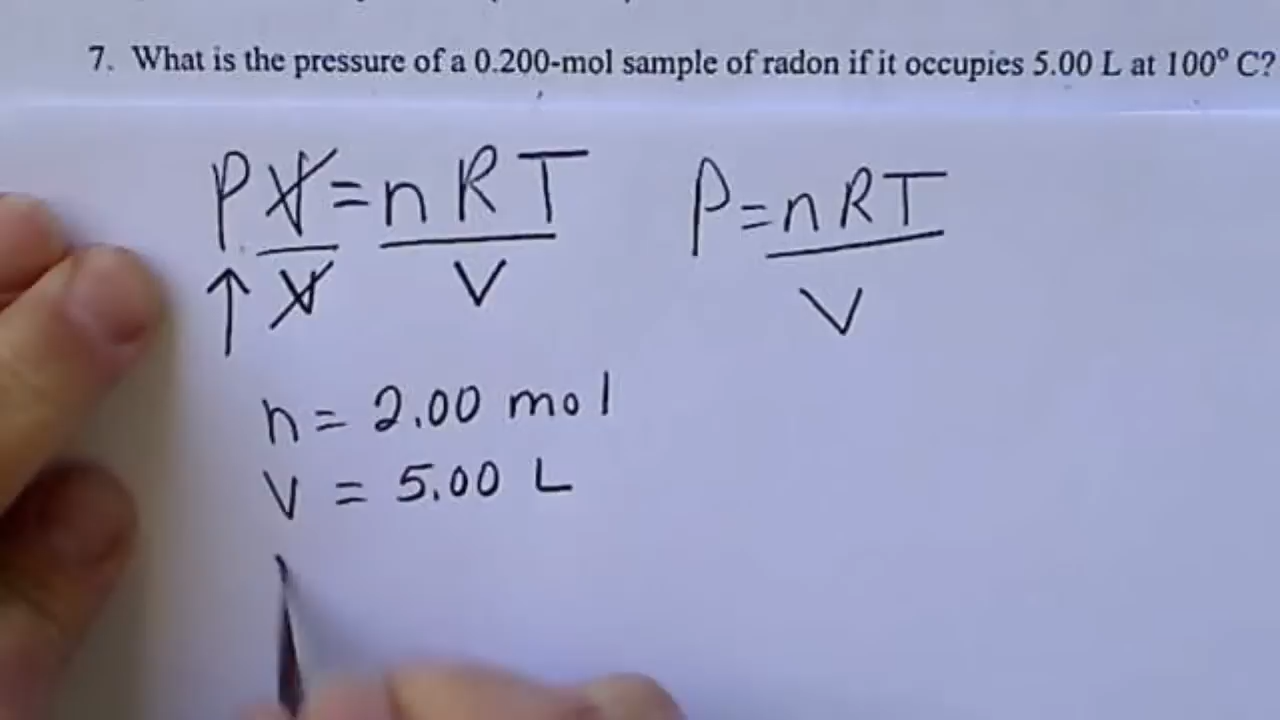 7. What is the pressure of a 0.200-mol sample of radon if it occupies 5.00 L at 100° C?
PV = nRT P = nRT
V V V
n = 2.00 mol
V = 5.00 L